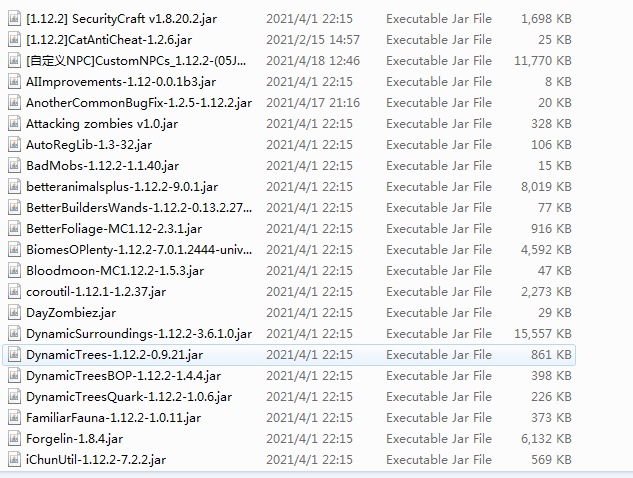 [1.12.2] SecurityCraft v1.8.20.2.jar 2021/4/1 22:15 Executable Jar File 1,698 KB
[1.12.2]CatAntiCheat-1.2.6.jar 2021/2/15 14:57 Executable Jar File 25 KB
[自定义NPC]CustomNPCs_1.12.2-(05J... 2021/4/18 12:46 Executable Jar File 11,770 KB
AIImprovements-1.12-0.0.1b3.jar 2021/4/1 22:15 Executable Jar File 8 KB
AnotherCommonBugFix-1.2.5-1.12.2.jar 2021/4/17 21:16 Executable Jar File 20 KB
Attacking zombies v1.0.jar 2021/4/1 22:15 Executable Jar File 328 KB
AutoRegLib-1.3-32.jar 2021/4/1 22:15 Executable Jar File 106 KB
BadMobs-1.12.2-1.1.40.jar 2021/4/1 22:15 Executable Jar File 15 KB
betteranimalsplus-1.12.2-9.0.1.jar 2021/4/1 22:15 Executable Jar File 8,019 KB
BetterBuildersWands-1.12.2-0.13.2.27... 2021/4/1 22:15 Executable Jar File 77 KB
BetterFoliage-MC1.12-2.3.1.jar 2021/4/1 22:15 Executable Jar File 916 KB
BiomesOPlenty-1.12.2-7.0.1.2444-univ... 2021/4/1 22:15 Executable Jar File 4,592 KB
Bloodmoon-MC1.12.2-1.5.3.jar 2021/4/1 22:15 Executable Jar File 47 KB
coroutil-1.12.1-1.2.37.jar 2021/4/1 22:15 Executable Jar File 2,273 KB
DayZombiez.jar 2021/4/1 22:15 Executable Jar File 29 KB
DynamicSurroundings-1.12.2-3.6.1.0.jar 2021/4/1 22:15 Executable Jar File 15,557 KB
DynamicTrees-1.12.2-0.9.21.jar 2021/4/1 22:15 Executable Jar File 861 KB
DynamicTreesBOP-1.12.2-1.4.4.jar 2021/4/1 22:15 Executable Jar File 398 KB
DynamicTreesQuark-1.12.2-1.0.6.jar 2021/4/1 22:15 Executable Jar File 226 KB
FamiliarFauna-1.12.2-1.0.11.jar 2021/4/1 22:15 Executable Jar File 373 KB
Forgelin-1.8.4.jar 2021/4/1 22:15 Executable Jar File 6,132 KB
iChunUtil-1.12.2-7.2.2.jar 2021/4/1 22:15 Executable Jar File 569 KB